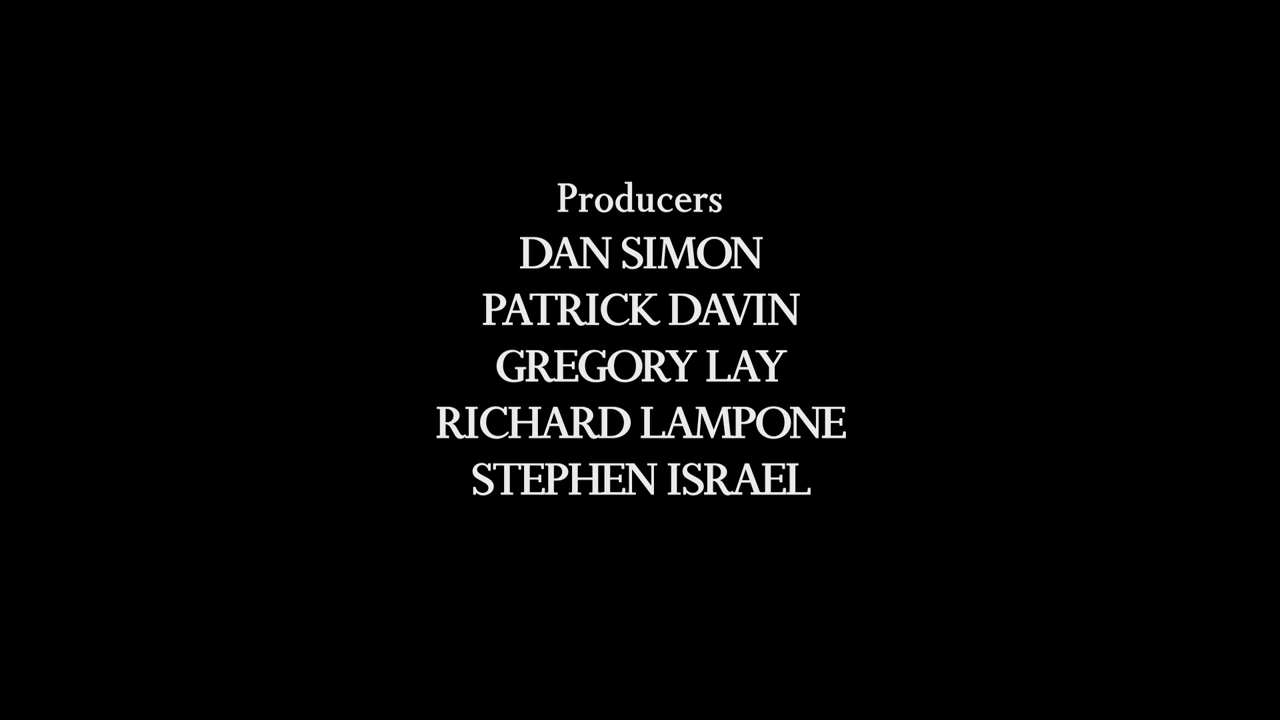 Producers
DAN SIMON
PATRICK DAVIN
GREGORY LAY
RICHARD LAMPONE
STEPHEN ISRAEL